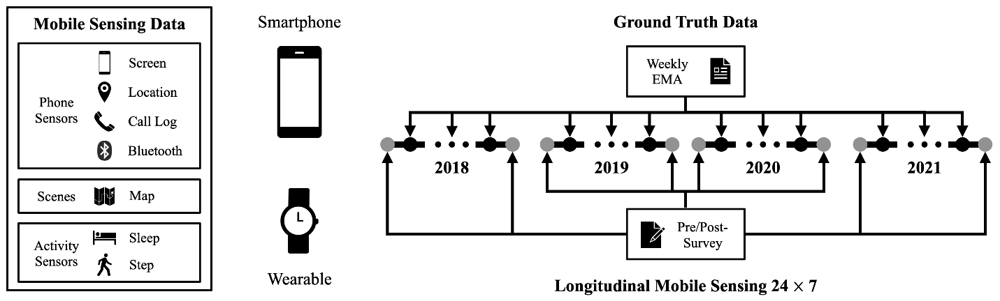 Mobile Sensing Data
Phone
Sensors
Screen
Location
Call Log
Bluetooth
Scenes
Map
Activity
Sensors
Sleep
Step
Smartphone
Wearable
Ground Truth Data
Weekly
EMA
2018
2019
2020
2021
Pre/Post-
Survey
Longitudinal Mobile Sensing 24 × 7